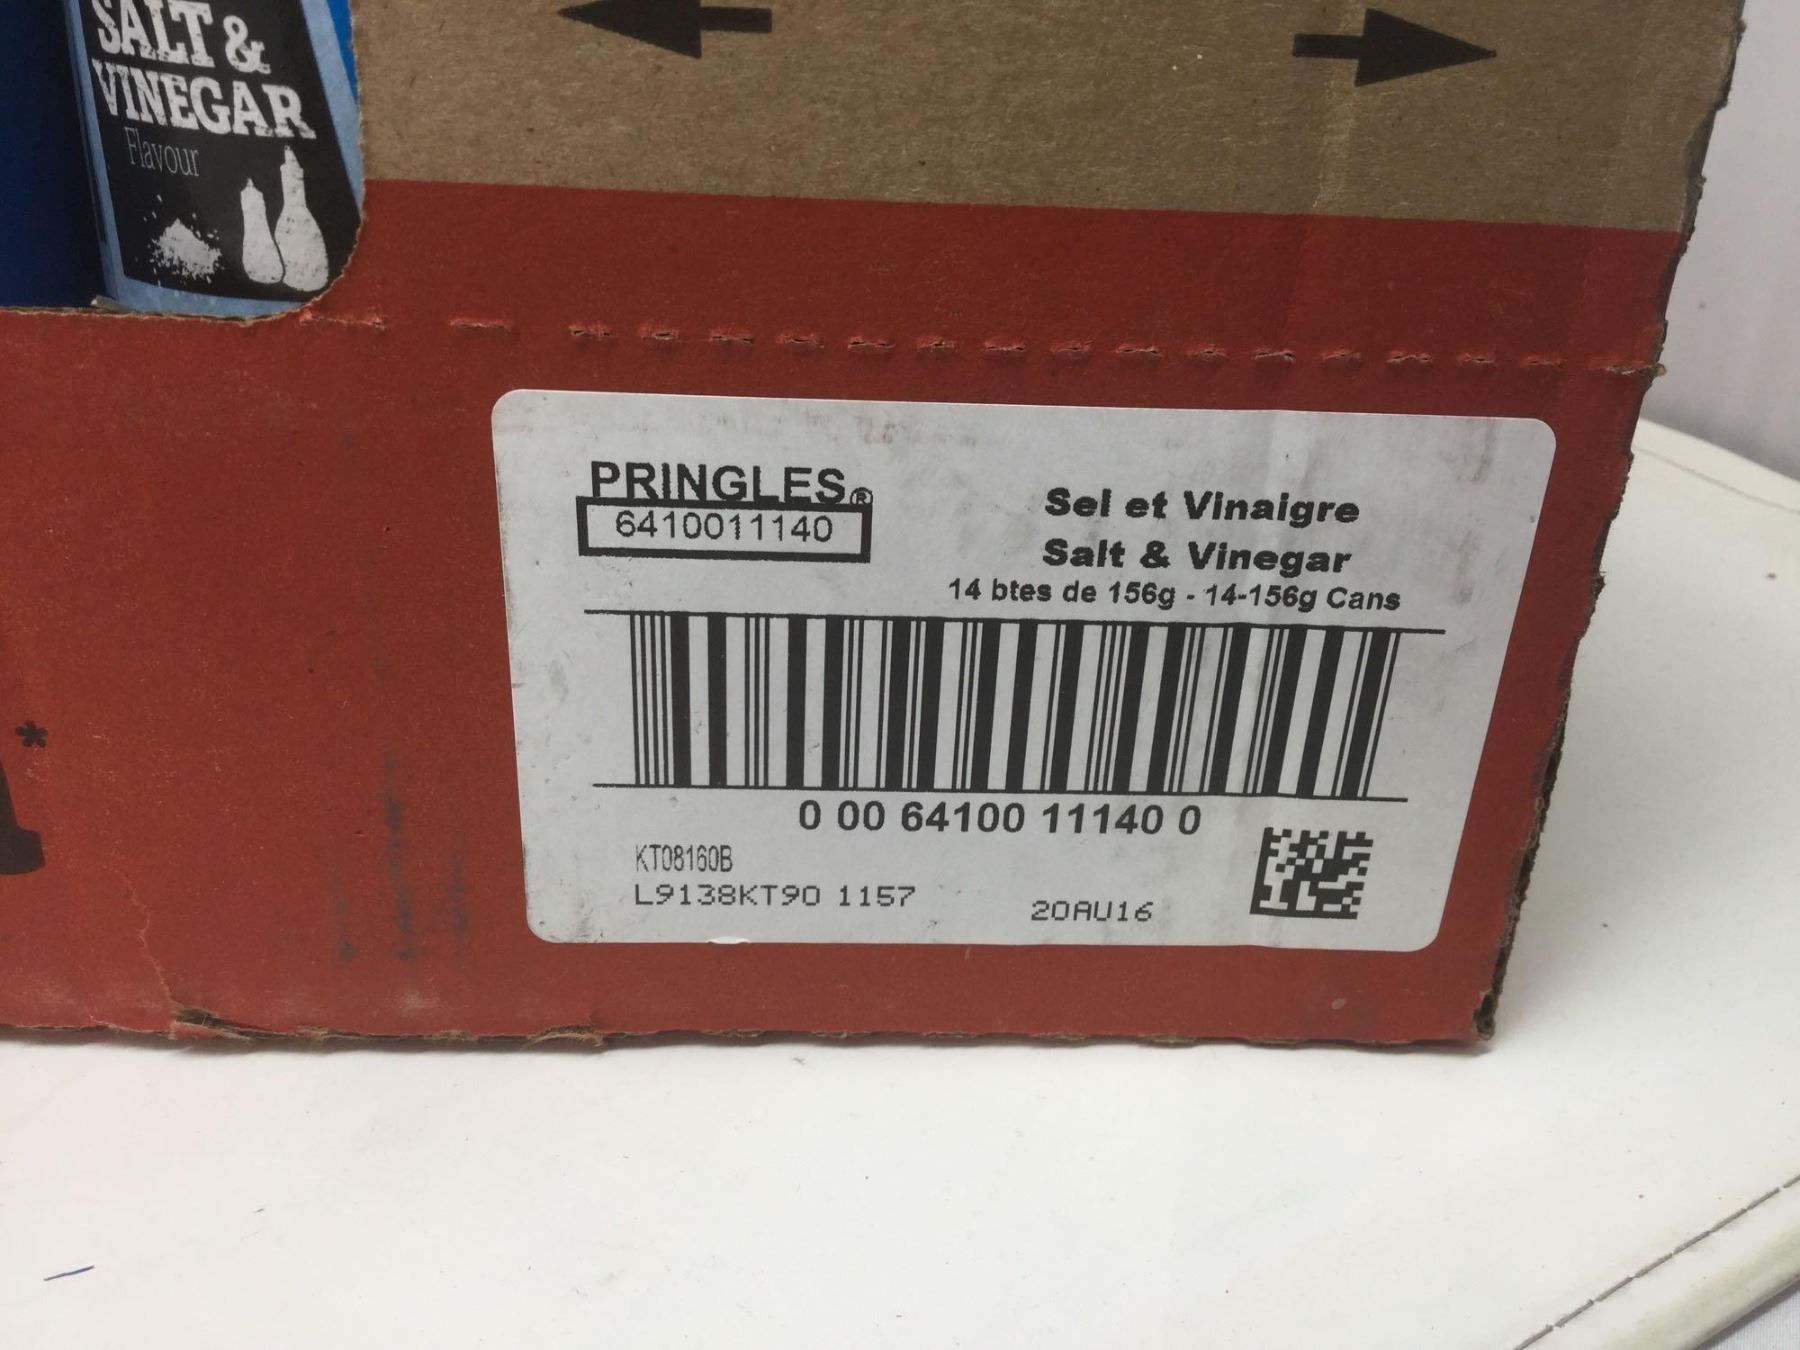 SALT &
VINEGAR
Flavour
*
PRINGLES®
6410011140
Sel et Vinaigre
Salt & Vinegar
14 btes de 156g - 14-156g Cans
0 00 64100 11140 0
KT08160B
L9138KT90 1157
20AU16